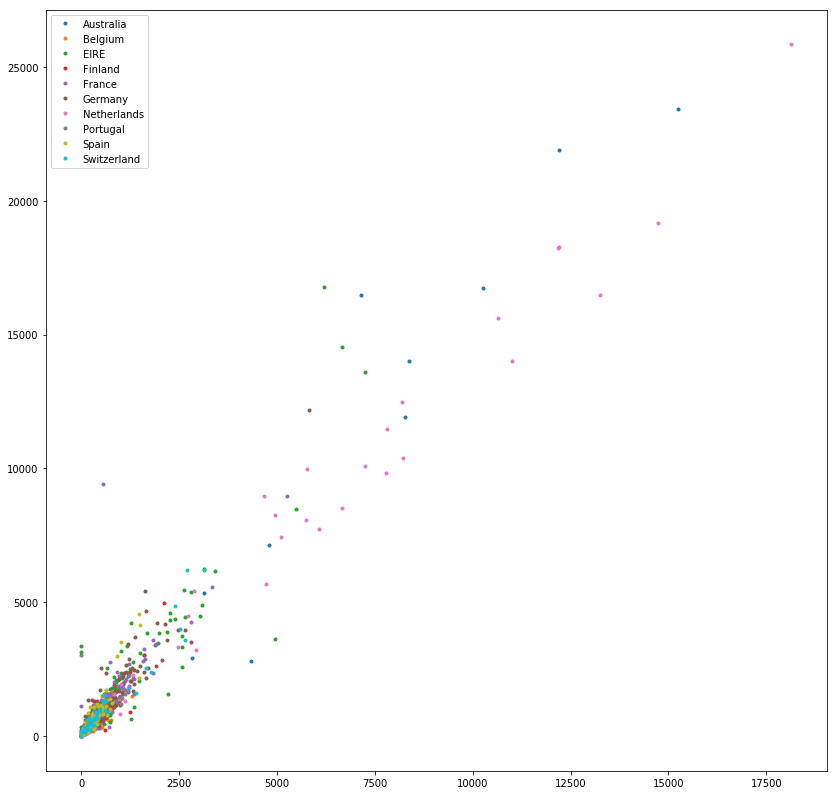 Australia
Belgium
EIRE
Finland
France
Germany
Netherlands
Portugal
Spain
Switzerland
25000
20000
15000
10000
5000
0
0 2500 5000 7500 10000 12500 15000 17500